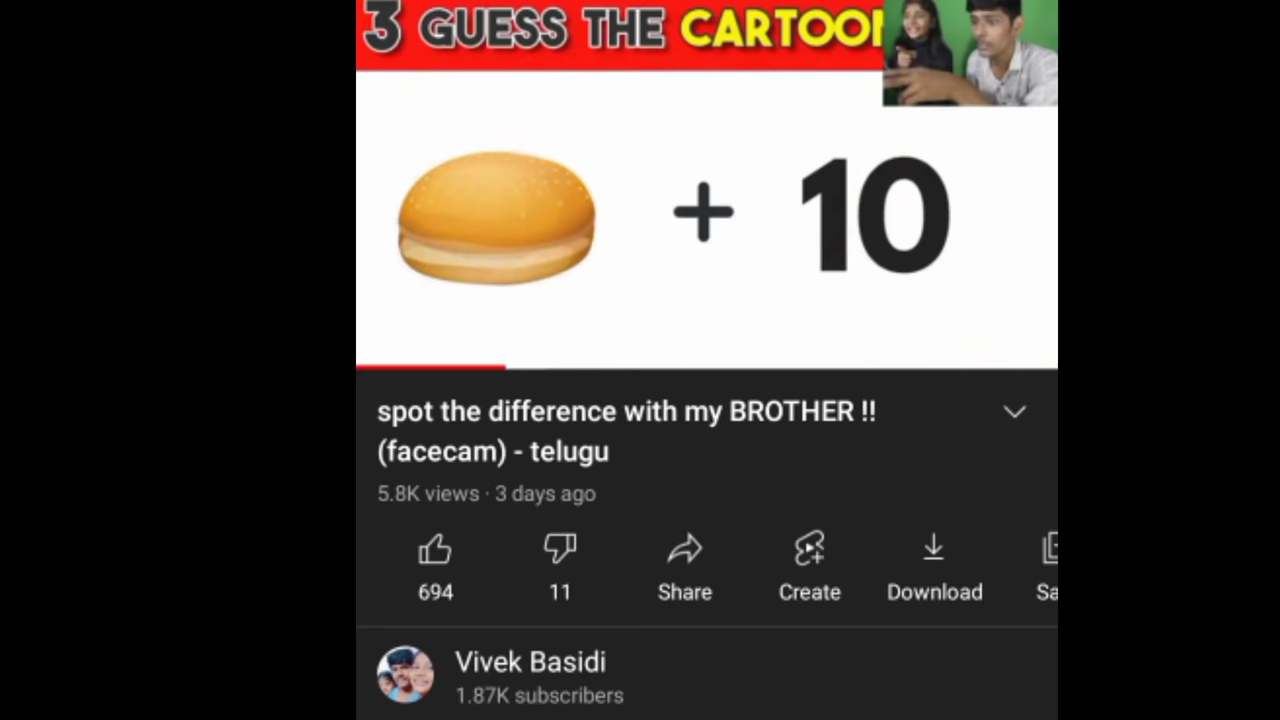 3 GUESS THE CARTOON
+ 10
spot the difference with my BROTHER !!
(facecam) - telugu
5.8K views · 3 days ago
694 11 Share Create Download Sa
Vivek Basidi
1.87K subscribers